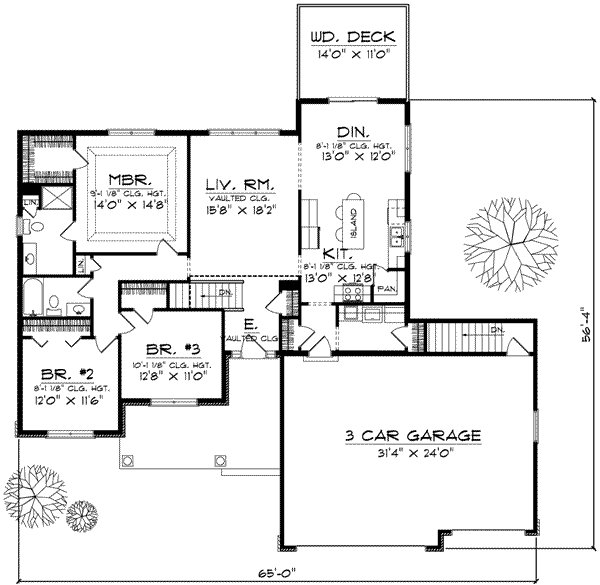 WD. DECK
14'0" X 11'0"
DIN.
8'-1 1/8" CLG. HGT.
13'0" X 12'0"
MBR.
9'-1 1/8" CLG. HGT.
14'0" X 14'8"
LIV. RM.
VAULTED CLG.
15'8" X 18'2"
LIN.
ISLAND
KIT.
8'-1 1/8" CLG. HGT.
13'0" X 12'8"
LIN.
PAN.
DN.
E.
VAULTED CLG.
DN.
BR. #3
10'-1 1/8" CLG. HGT.
12'8" X 11'0"
BR. #2
8'-1 1/8" CLG. HGT.
12'0" X 11'6"
3 CAR GARAGE
31'4" X 24'0"
56'-4"
65'-0"